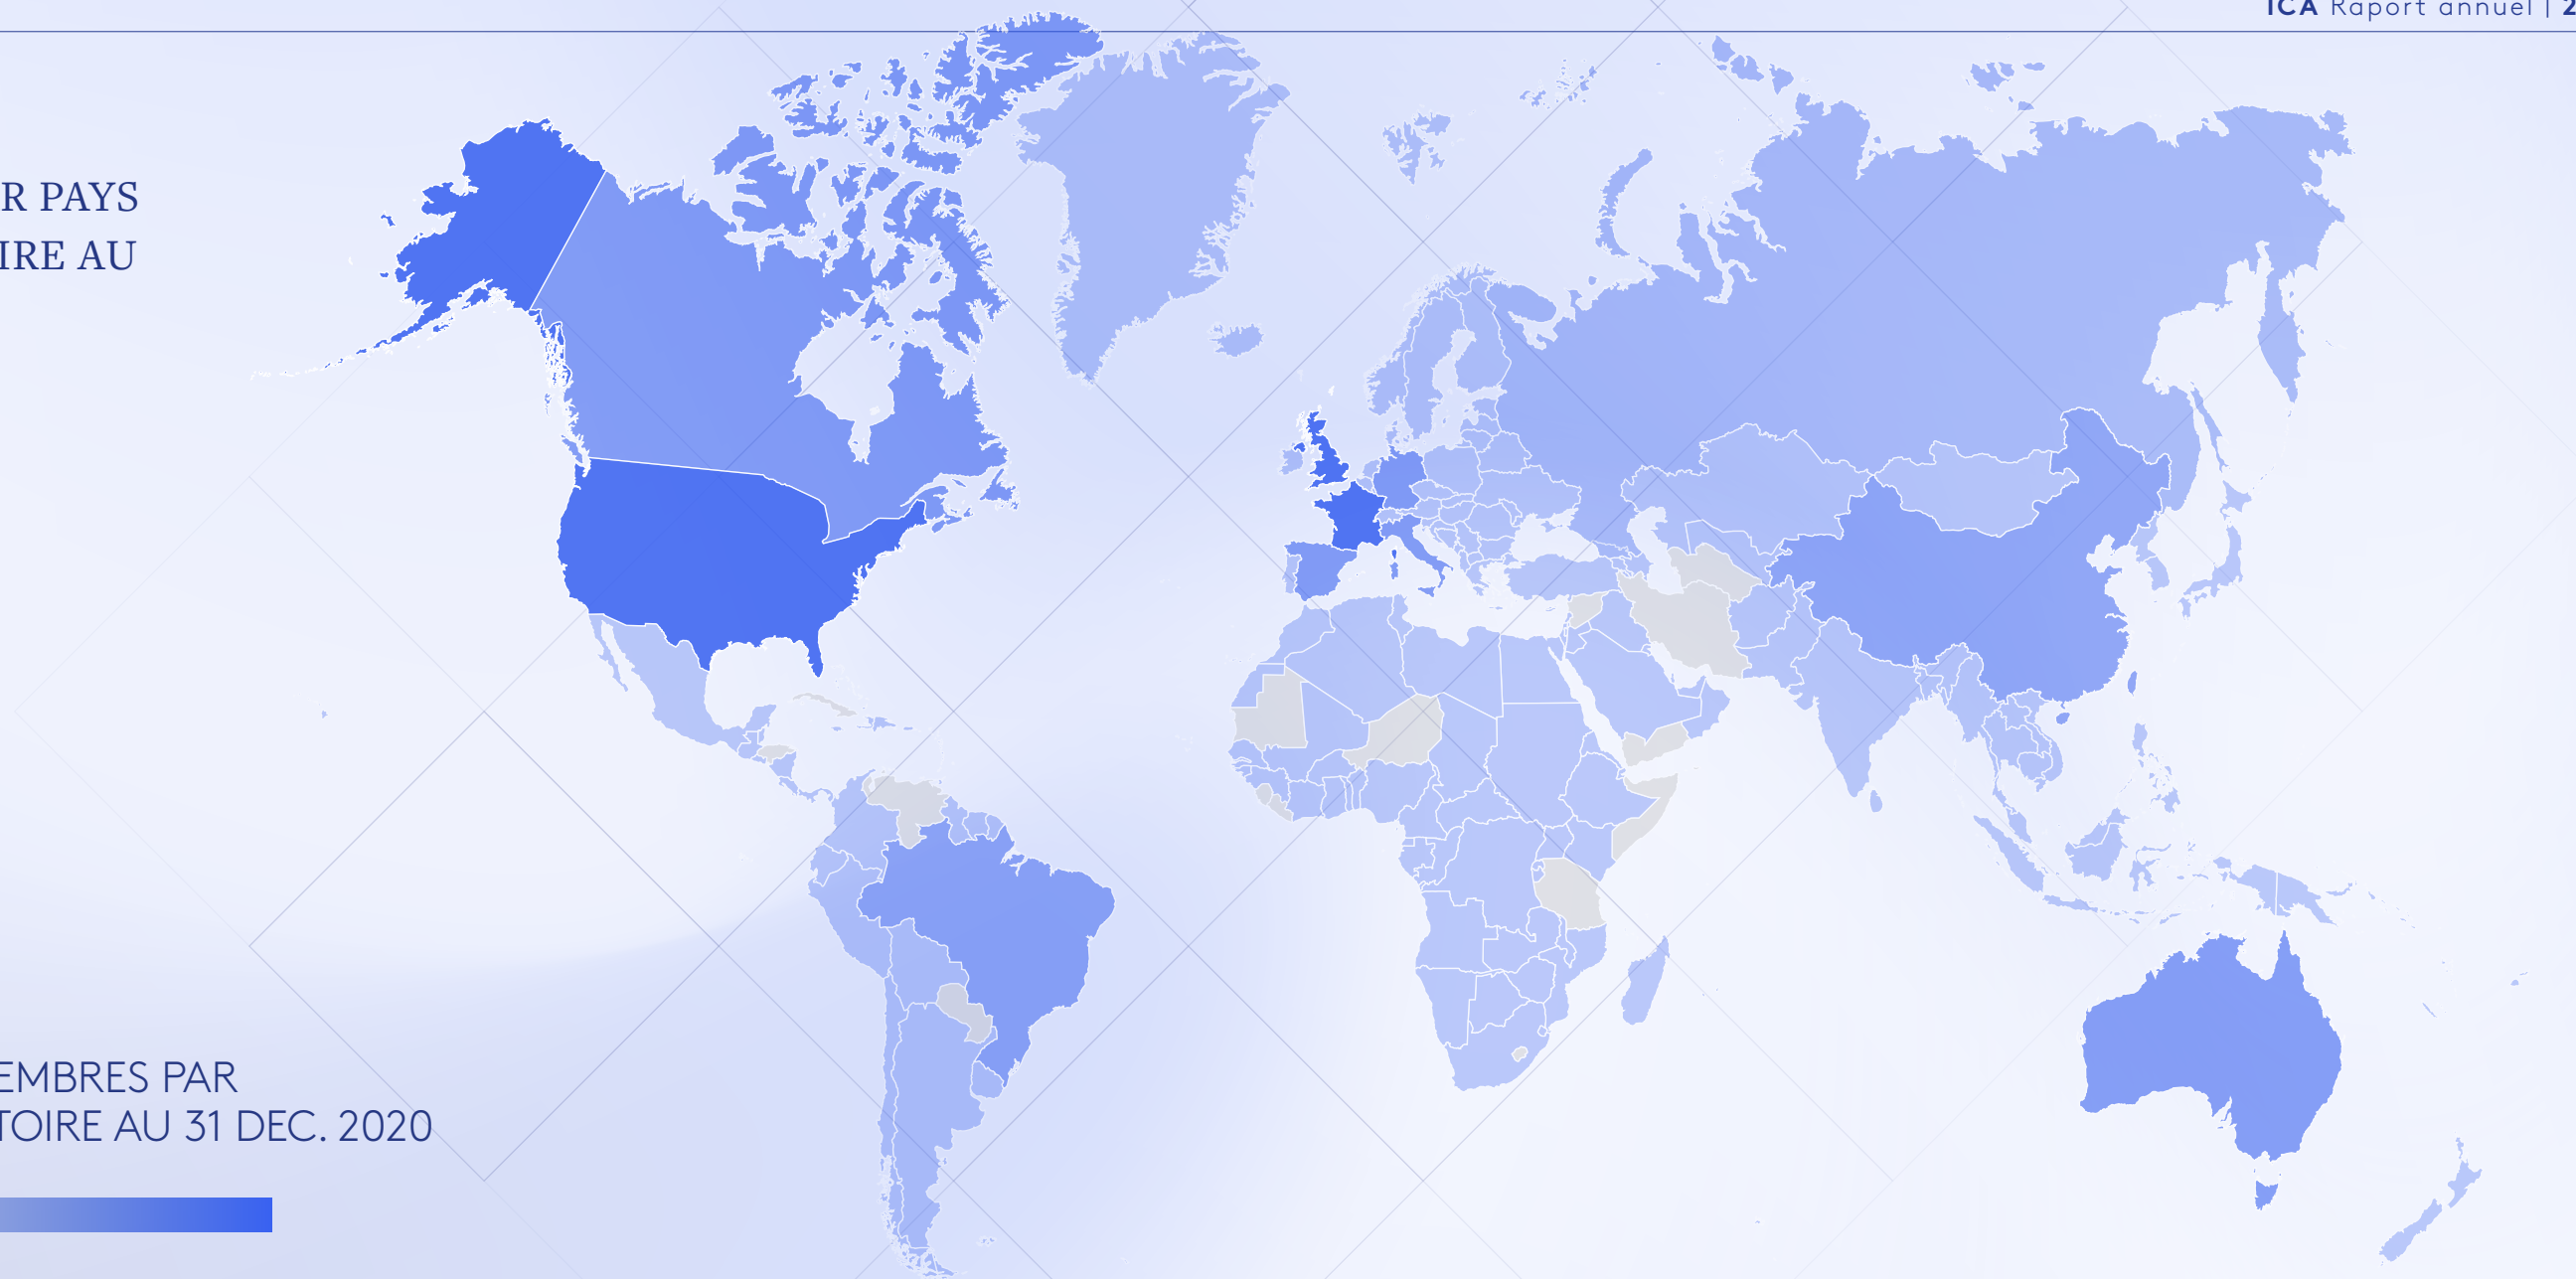 ICA Raport annuel | 2
R PAYS
IRE AU
EMBRES PAR
TOIRE AU 31 DEC. 2020